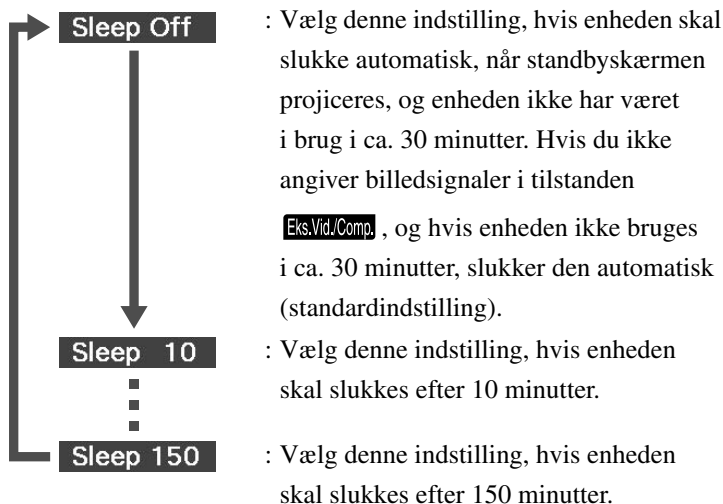 Sleep Off : Vælg denne indstilling, hvis enheden skal
slukke automatisk, når standbyskærmen
projiceres, og enheden ikke har været
i brug i ca. 30 minutter. Hvis du ikke
angiver billedsignaler i tilstanden
Eks.Vid./Comp. , og hvis enheden ikke bruges
i ca. 30 minutter, slukker den automatisk
(standardindstilling).
Sleep 10 : Vælg denne indstilling, hvis enheden
skal slukkes efter 10 minutter.
Sleep 150 : Vælg denne indstilling, hvis enheden
skal slukkes efter 150 minutter.